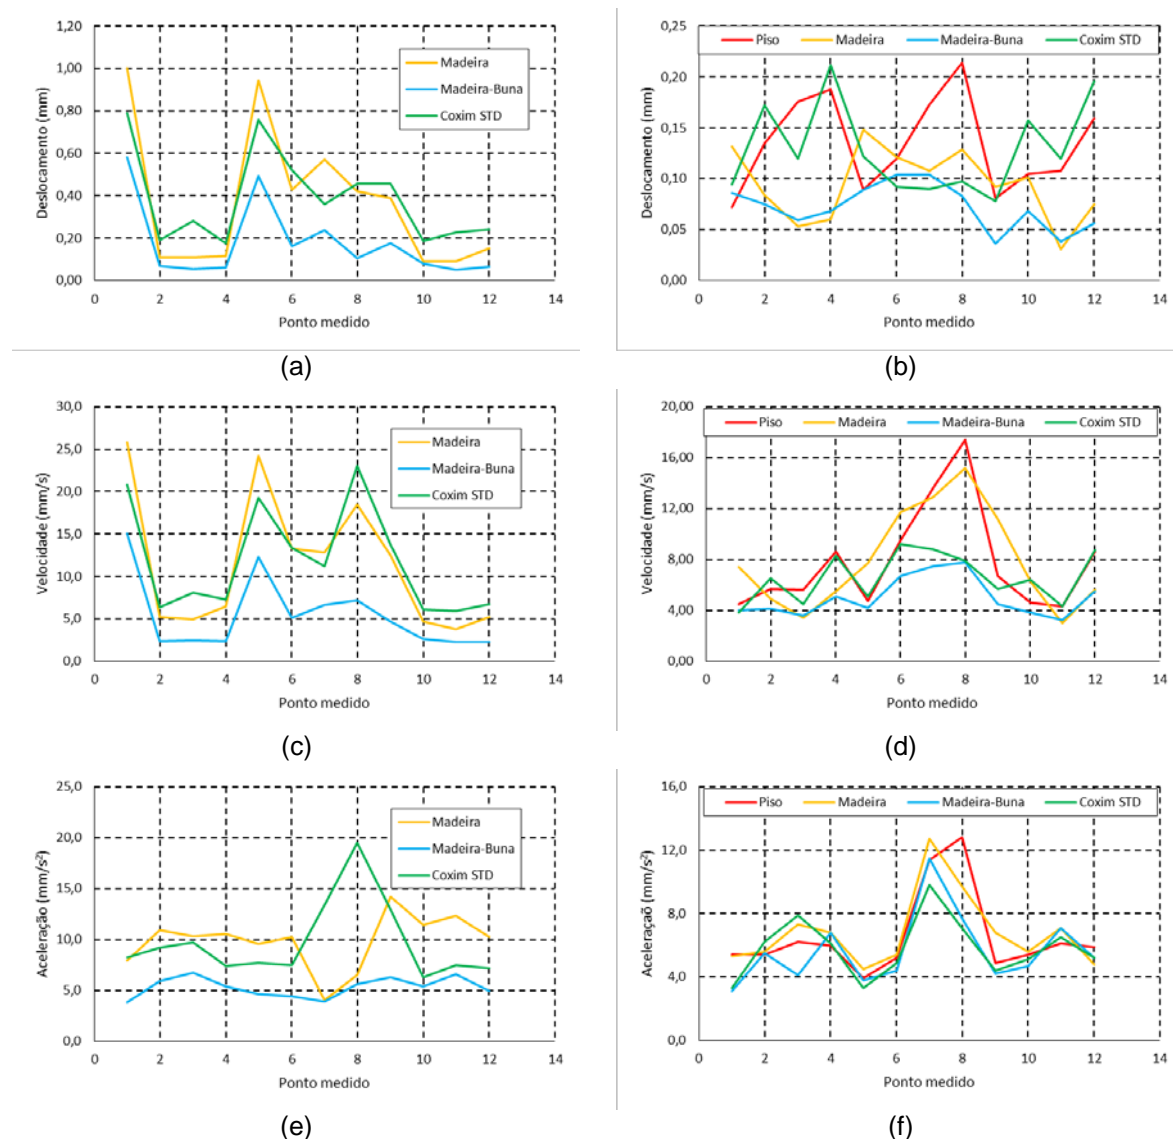 1,20
1,00
0,80
0,60
0,40
0,20
0,00
Deslocamento (mm)
Madeira
Madeira-Buna
Coxim STD
0 2 4 6 8 10 12 14
Ponto medido
(a)
0,25
0,20
0,15
0,10
0,05
0,00
Deslocamento (mm)
Piso Madeira Madeira-Buna Coxim STD
0 2 4 6 8 10 12 14
Ponto medido
(b)
30,0
25,0
20,0
15,0
10,0
5,0
0,0
Velocidade (mm/s)
Madeira
Madeira-Buna
Coxim STD
0 2 4 6 8 10 12 14
Ponto medido
(c)
20,00
16,00
12,00
8,00
4,00
0,00
Velocidade (mm/s)
Piso Madeira Madeira-Buna Coxim STD
0 2 4 6 8 10 12 14
Ponto medido
(d)
25,0
20,0
15,0
10,0
5,0
0,0
Aceleração (mm/s²)
Madeira
Madeira-Buna
Coxim STD
0 2 4 6 8 10 12 14
Ponto medido
(e)
16,0
12,0
8,0
4,0
0,0
Aceleraçaõ (mm/s²)
Piso Madeira Madeira-Buna Coxim STD
0 2 4 6 8 10 12 14
Ponto medido
(f)